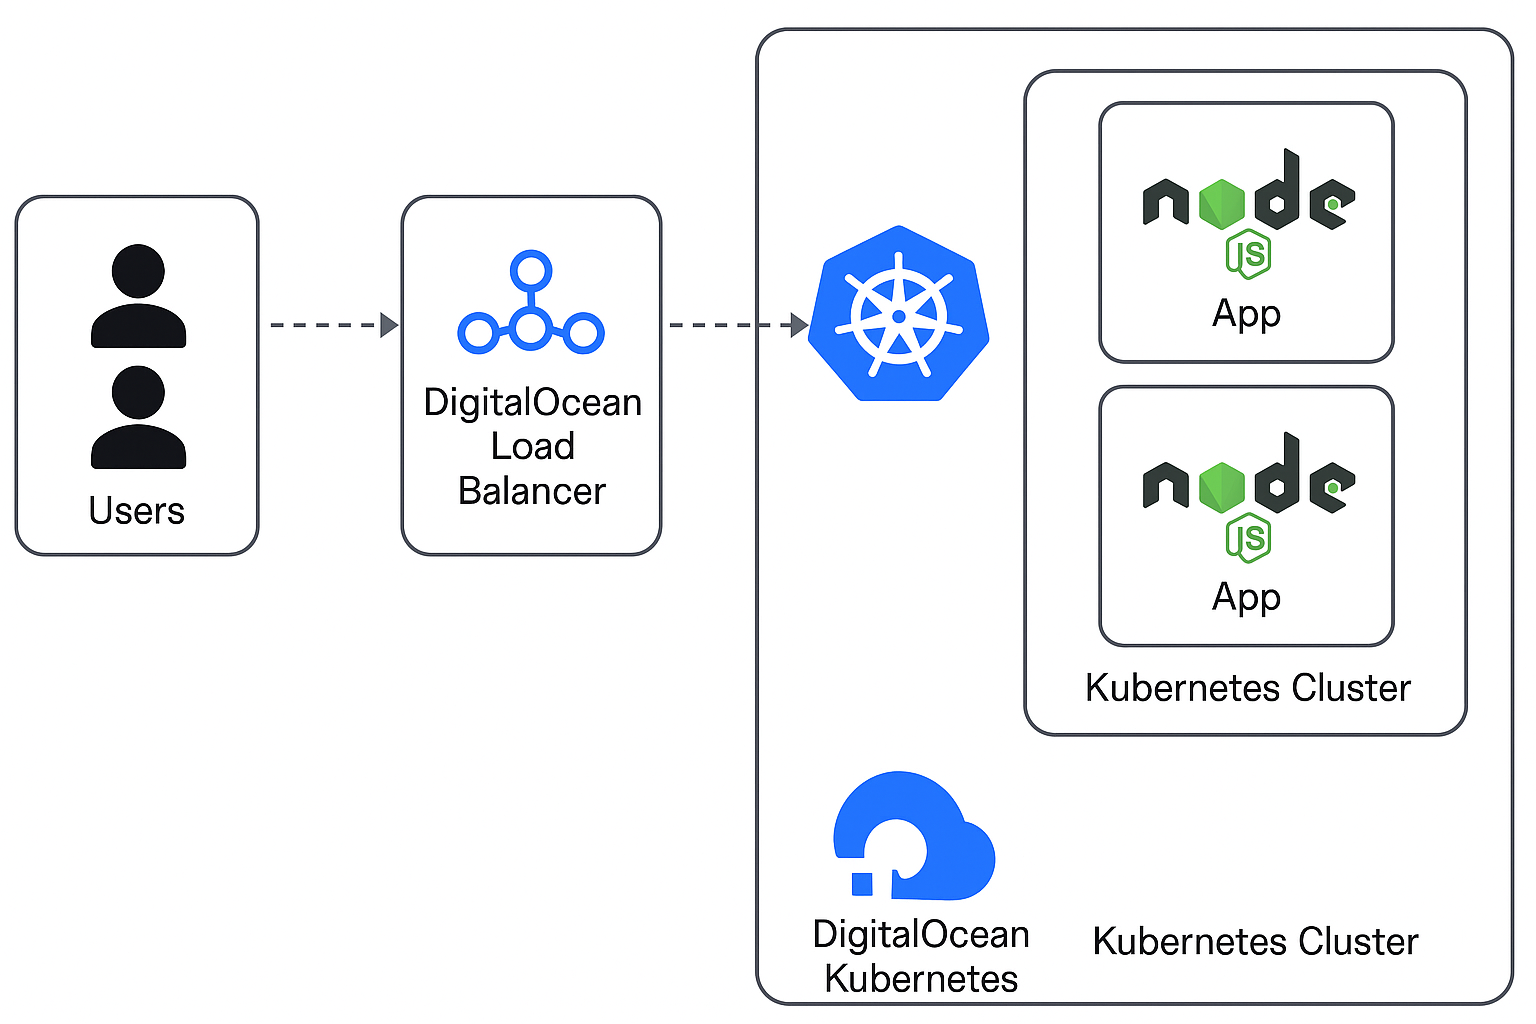 Users
DigitalOcean
Load
Balancer
node
JS
App
node
JS
App
Kubernetes Cluster
DigitalOcean
Kubernetes
Kubernetes Cluster